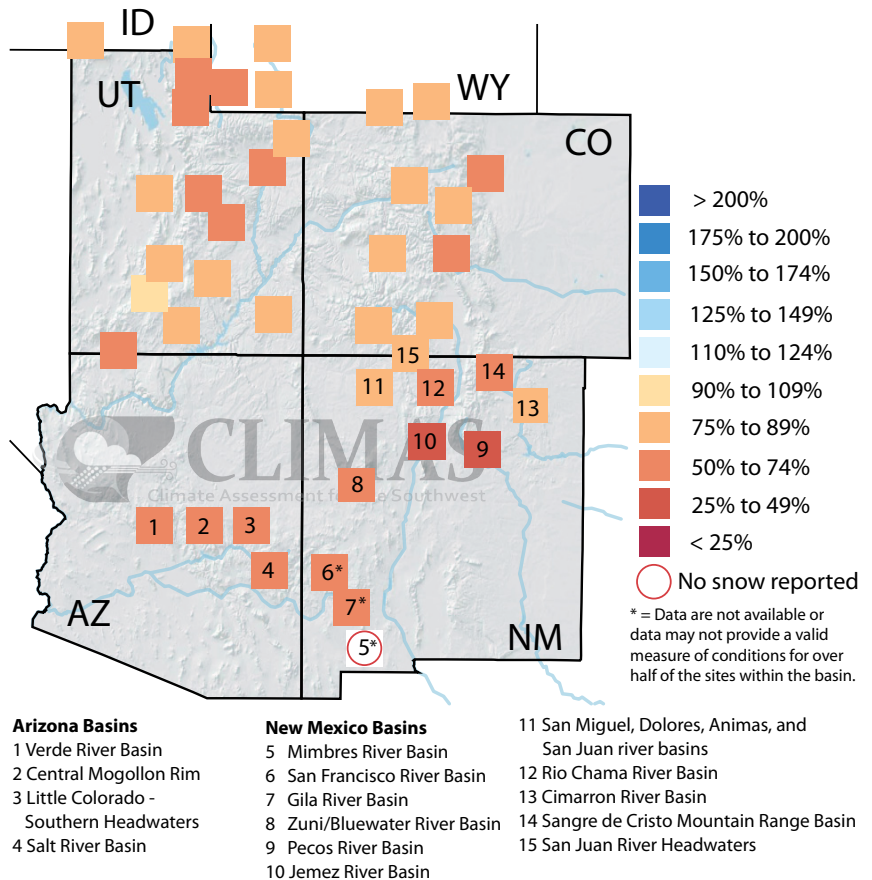 ID
UT
WY
CO
> 200%
175% to 200%
150% to 174%
125% to 149%
110% to 124%
90% to 109%
75% to 89%
50% to 74%
25% to 49%
< 25%
No snow reported
* = Data are not available or
data may not provide a valid
measure of conditions for over
half of the sites within the basin.
15
11
12
14
13
10
9
CLIMAS
Climate Assessment for the Southwest
8
1
2
3
4
6*
7*
5*
AZ
NM
Arizona Basins
1 Verde River Basin
2 Central Mogollon Rim
3 Little Colorado -
Southern Headwaters
4 Salt River Basin
New Mexico Basins
5 Mimbres River Basin
6 San Francisco River Basin
7 Gila River Basin
8 Zuni/Bluewater River Basin
9 Pecos River Basin
10 Jemez River Basin
11 San Miguel, Dolores, Animas, and
San Juan river basins
12 Rio Chama River Basin
13 Cimarron River Basin
14 Sangre de Cristo Mountain Range Basin
15 San Juan River Headwaters